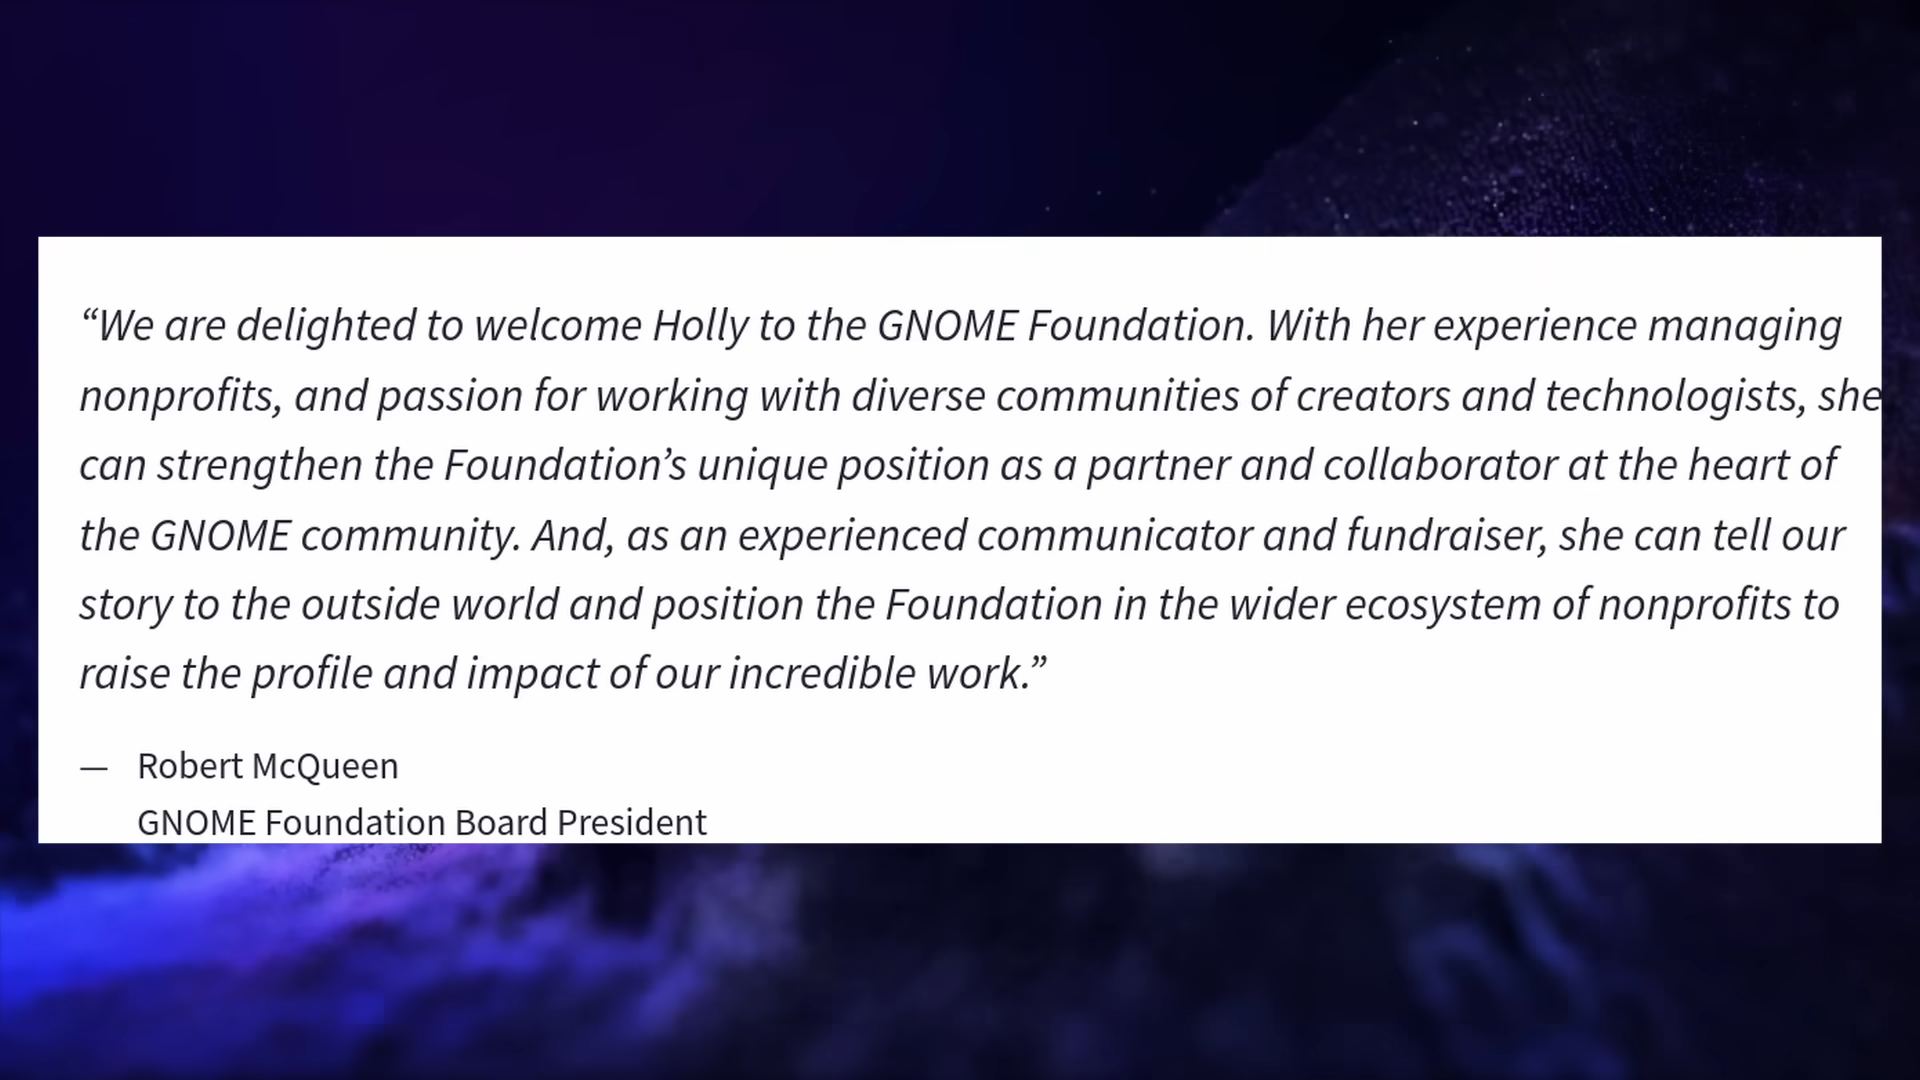 “We are delighted to welcome Holly to the GNOME Foundation. With her experience managing
nonprofits, and passion for working with diverse communities of creators and technologists, she
can strengthen the Foundation’s unique position as a partner and collaborator at the heart of
the GNOME community. And, as an experienced communicator and fundraiser, she can tell our
story to the outside world and position the Foundation in the wider ecosystem of nonprofits to
raise the profile and impact of our incredible work.”
— Robert McQueen
GNOME Foundation Board President